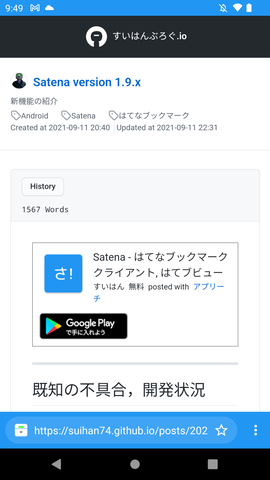 9:49
すいはんぶろぐ.io
Satena version 1.9.x
新機能の紹介
Android Satena はてなブックマーク
Created at 2021-09-11 20:40 Updated at 2021-09-11 22:31
History
1567 Words
さ!
Satena - はてなブックマーク
クライアント, はてブビュー
すいはん 無料 posted with アプリー
チ
Google Play
で手に入れよう
既知の不具合，開発状況
https://suihan74.github.io/posts/202